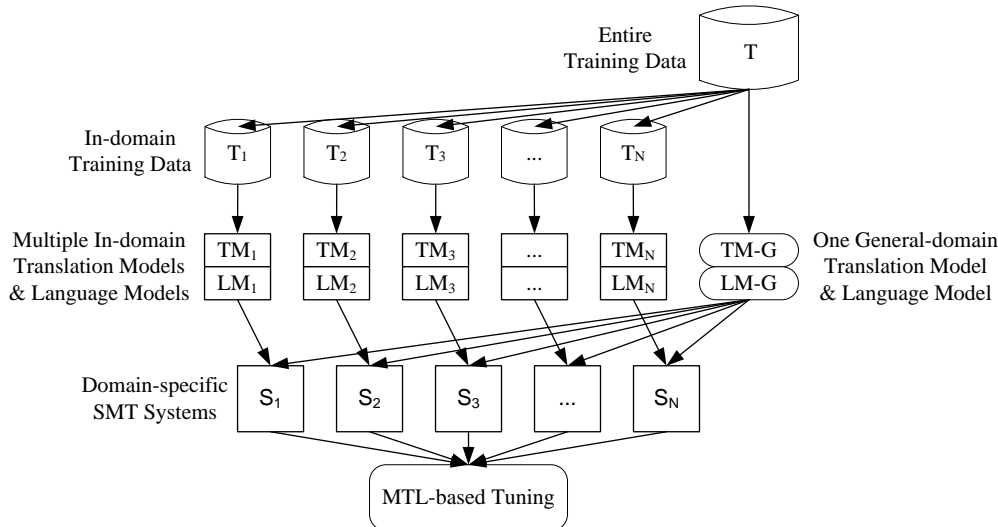 Entire
Training Data
T
In-domain
Training Data
T1 T2 T3 ... TN
Multiple In-domain
Translation Models
& Language Models
TM1 TM2 TM3 ... TMN TM-G
LM1 LM2 LM3 ... LMN LM-G
One General-domain
Translation Model
& Language Model
Domain-specific
SMT Systems
S1 S2 S3 ... SN
MTL-based Tuning